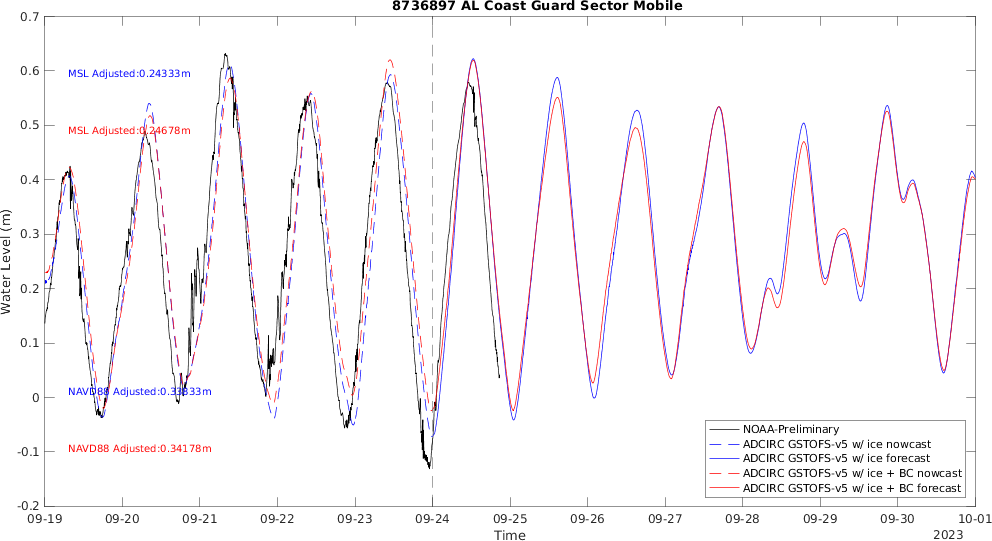 8736897 AL Coast Guard Sector Mobile
0.7
0.6
0.5
0.4
0.3
0.2
0.1
0
-0.1
-0.2
Water Level (m)
MSL Adjusted:0.24333m
MSL Adjusted:0.24678m
NAVD88 Adjusted:0.33333m
NAVD88 Adjusted:0.34178m
NOAA-Preliminary
ADCIRC GSTOFS-v5 w/ ice nowcast
ADCIRC GSTOFS-v5 w/ ice forecast
ADCIRC GSTOFS-v5 w/ ice + BC nowcast
ADCIRC GSTOFS-v5 w/ ice + BC forecast
09-19 09-20 09-21 09-22 09-23 09-24 09-25 09-26 09-27 09-28 09-29 09-30 10-01
Time
2023